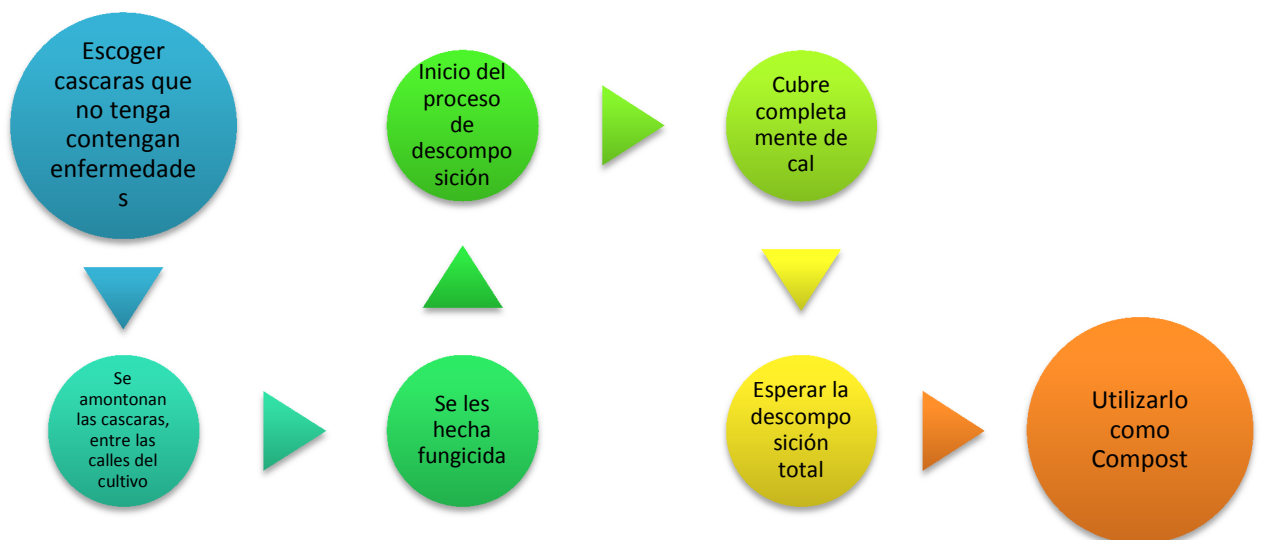 Escoger
cascaras que
no tenga
contengan
enfermedade
s
Se
amontonan
las cascaras,
entre las
calles del
cultivo
Se les
hecha
fungicida
Inicio del
proceso
de
descompo
sición
Cubre
completa
mente de
cal
Esperar la
descompo
sición
total
Utilizarlo
como
Compost